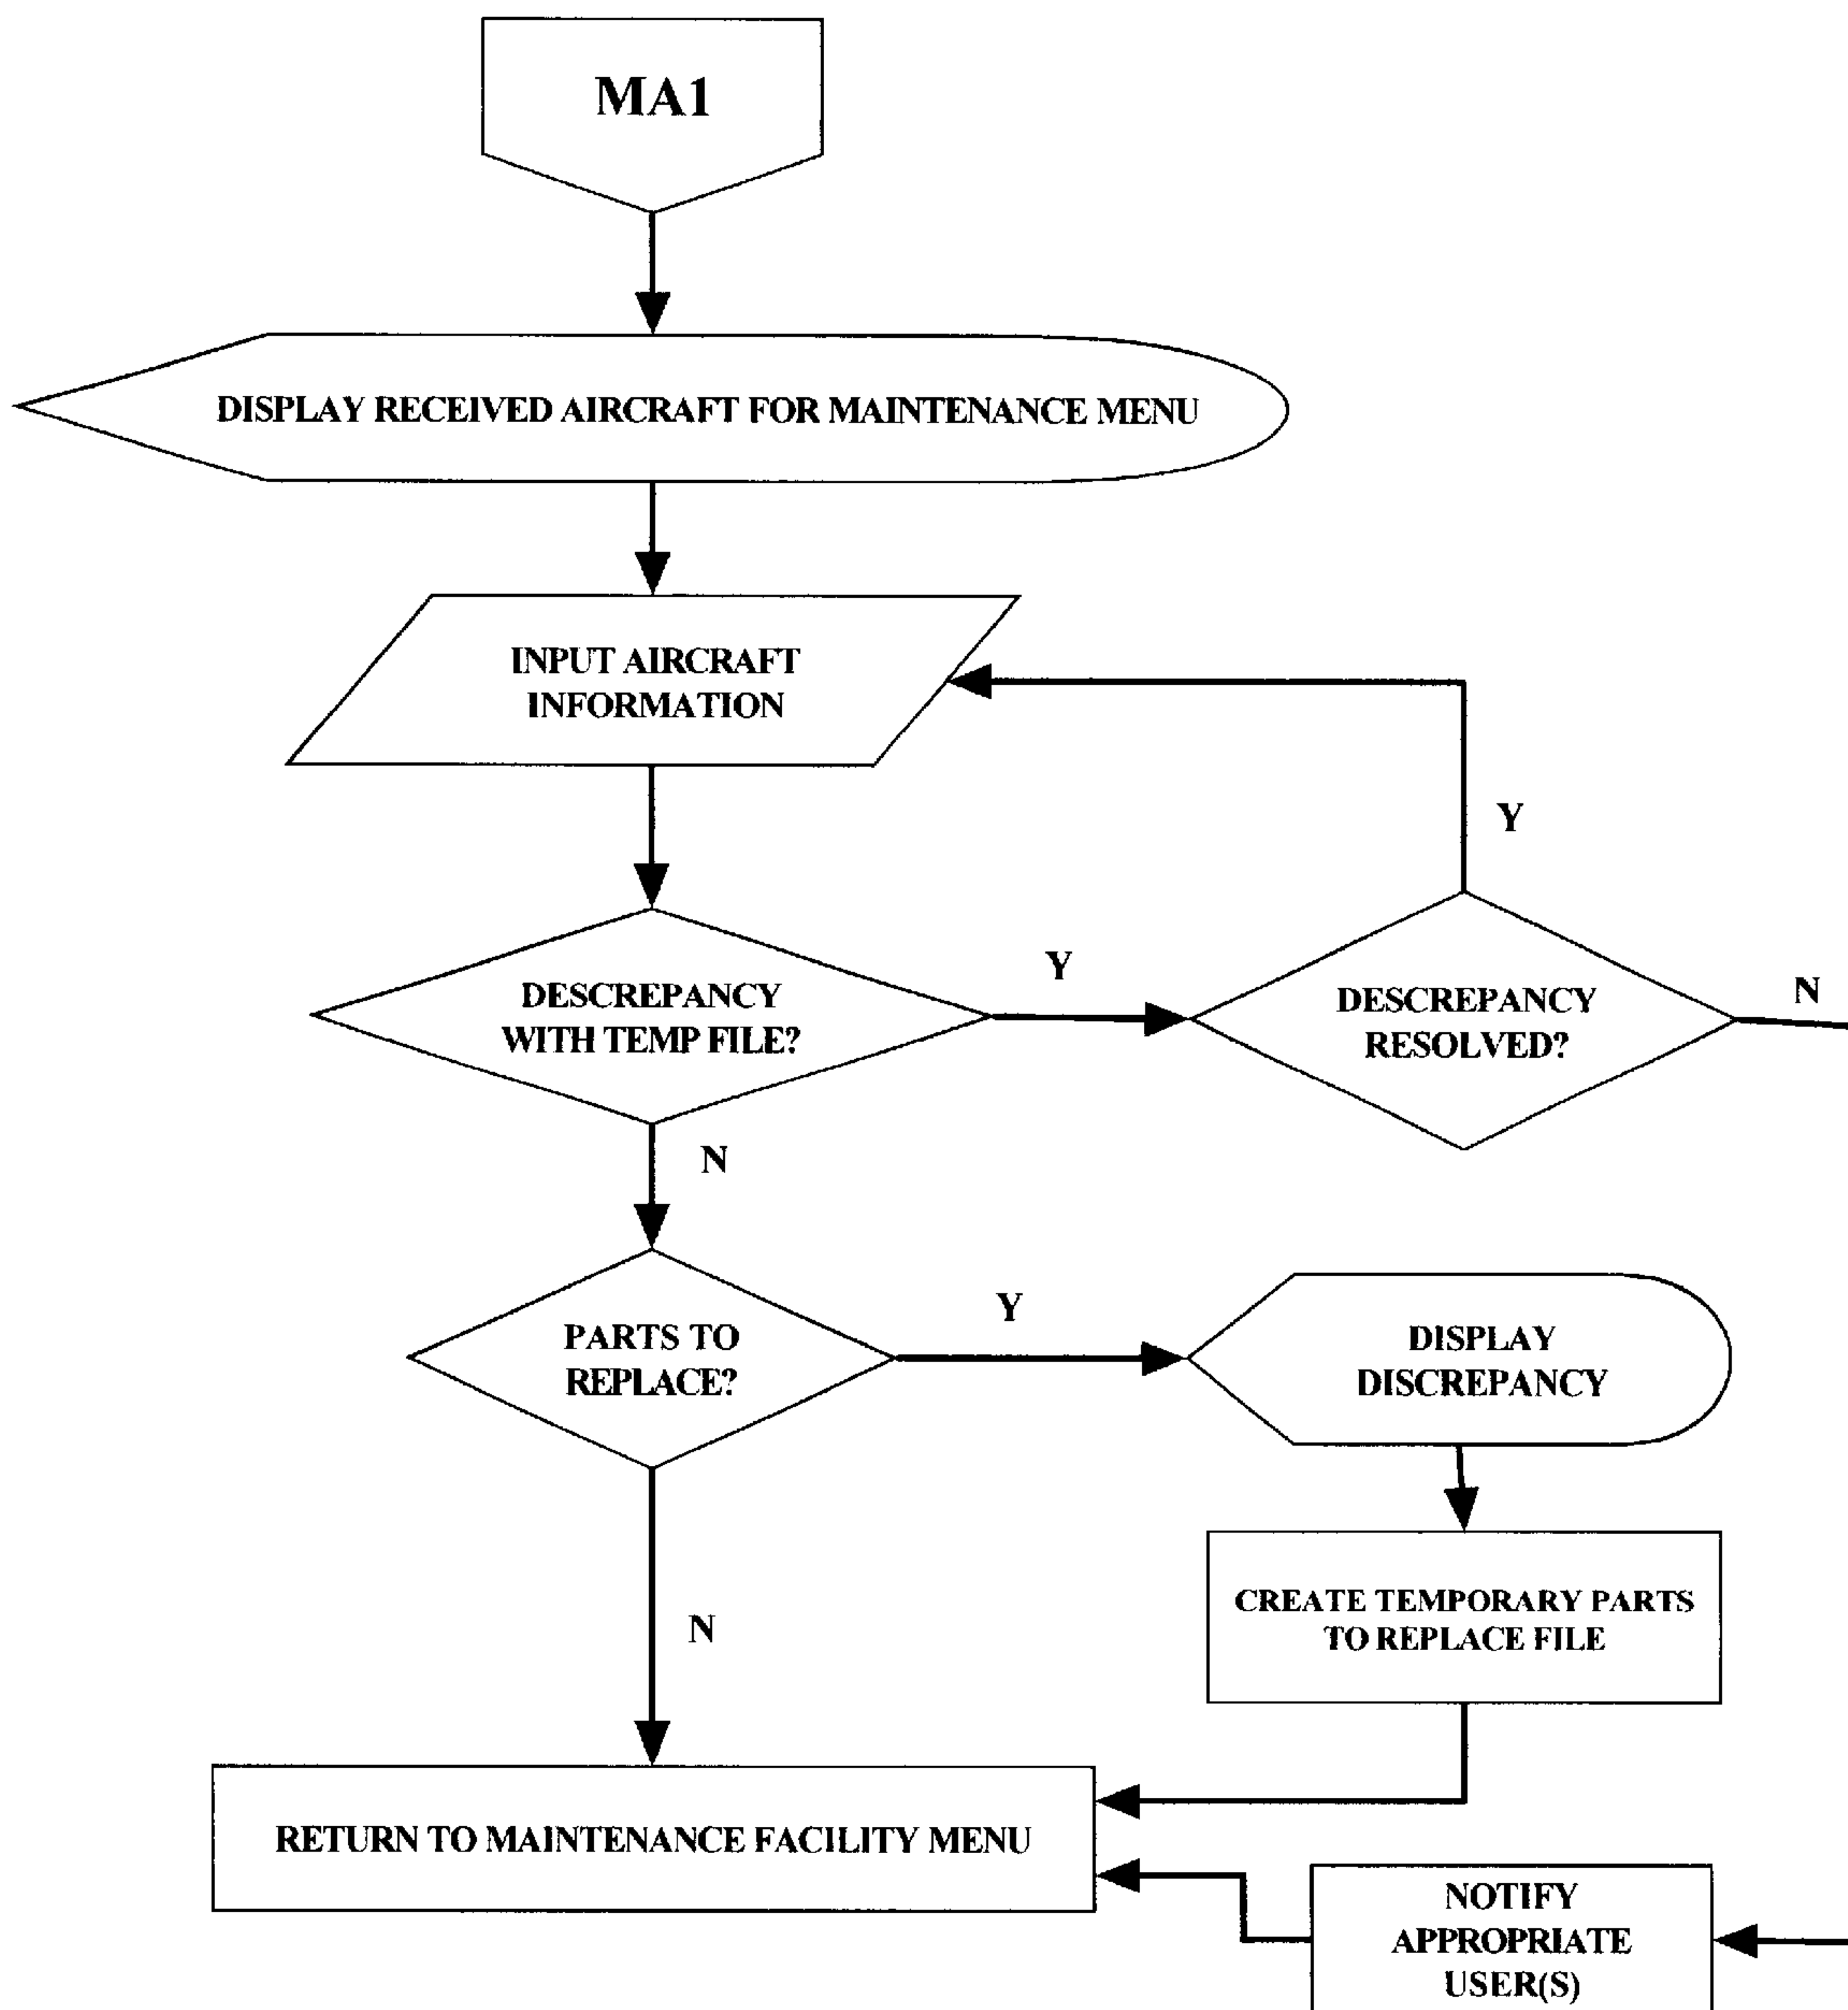 MA1
DISPLAY RECEIVED AIRCRAFT FOR MAINTENANCE MENU
INPUT AIRCRAFT
INFORMATION
Y
DESCREPANCY
WITH TEMP FILE?
Y
DESCREPANCY
RESOLVED?
N
N
PARTS TO
REPLACE?
Y
DISPLAY
DISCREPANCY
CREATE TEMPORARY PARTS
TO REPLACE FILE
N
RETURN TO MAINTENANCE FACILITY MENU
NOTIFY
APPROPRIATE
USER(S)